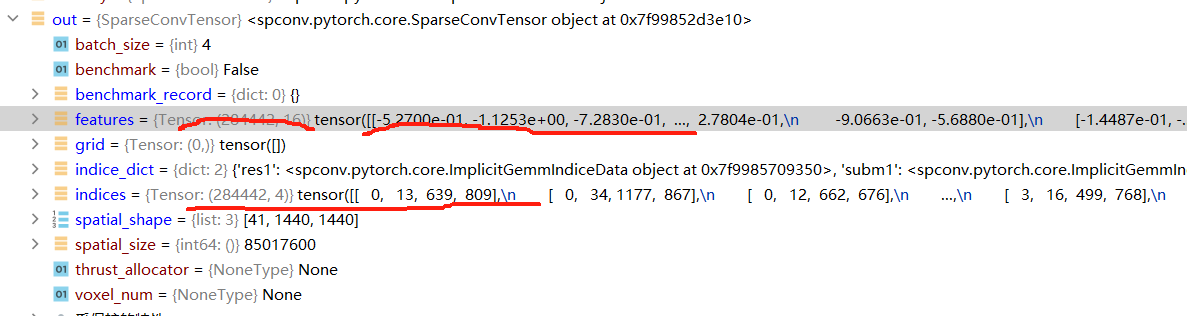 out = {SparseConvTensor} <spconv.pytorch.core.SparseConvTensor object at 0x7f99852d3e10>
01 batch_size = {int} 4
01 benchmark = {bool} False
benchmark_record = {dict: 0} {}
features = {Tensor: (284442, 16)} tensor([[-5.2700e-01, -1.1253e+00, -7.2830e-01, ..., 2.7804e-01,\n -9.0663e-01, -5.6880e-01],\n [-1.4487e-01, -.
grid = {Tensor: (0,)} tensor([])
indice_dict = {dict: 2} {'res1': <spconv.pytorch.core.ImplicitGemmIndiceData object at 0x7f9985709350>, 'subm1': <spconv.pytorch.core.ImplicitGemmIndi
indices = {Tensor: (284442, 4)} tensor([[ 0, 13, 639, 809],\n [ 0, 34, 1177, 867],\n [ 0, 12, 662, 676],\n ...,\n [ 3, 16, 499, 768],\n
spatial_shape = {list: 3} [41, 1440, 1440]
spatial_size = {int64: ()} 85017600
01 thrust_allocator = {NoneType} None
01 voxel_num = {NoneType} None